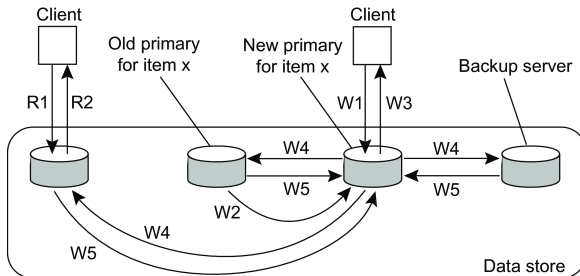 Client
Client
Old primary
for item x
New primary
for item x
Backup server
R1
R2
W1
W3
W4
W4
W5
W5
W2
W4
W5
Data store